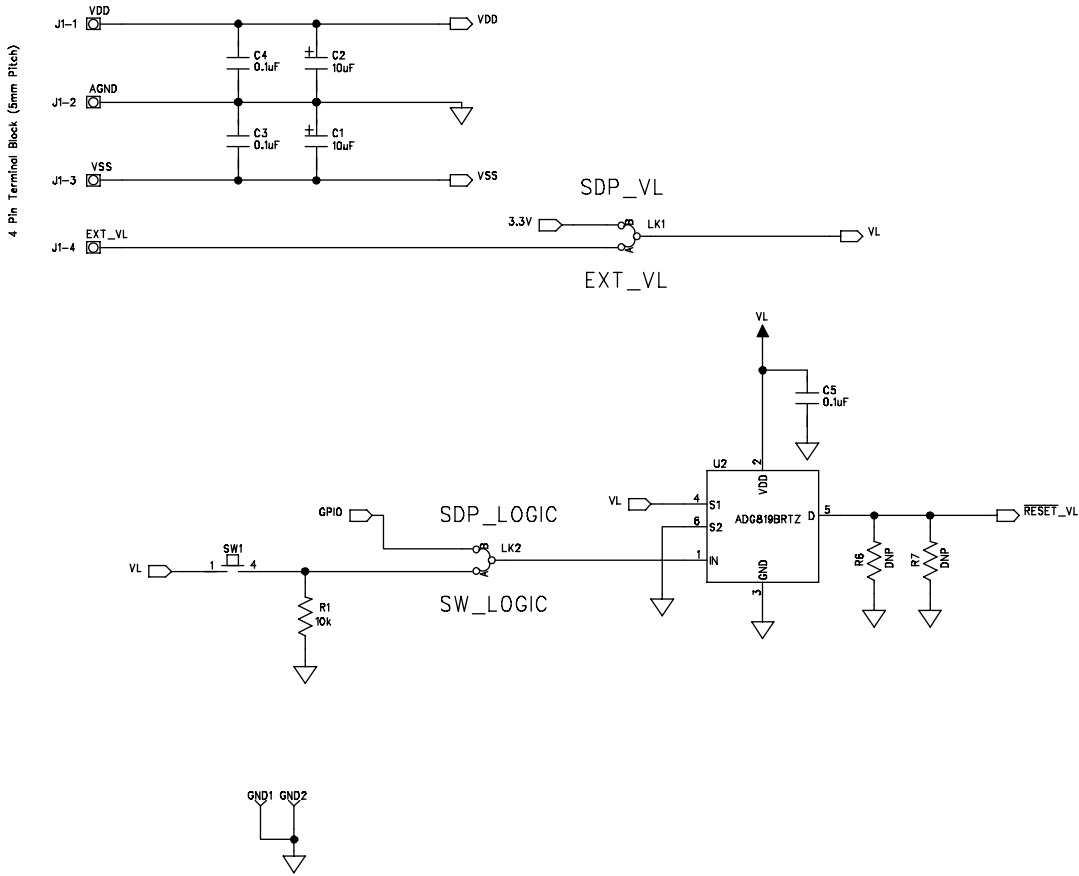 4 Pin Terminal Block (5mm Pitch)
J1-1
VDD
VDD
C4
0.1uF
C2
10uF
+
J1-2
AGND
C3
0.1uF
C1
10uF
+
J1-3
VSS
VSS
SDP_VL
3.3V
B
LK1
VL
J1-4
EXT_VL
A
EXT_VL
VL
C5
0.1uF
U2
2
VDD
VL
4
S1
6
S2
1
IN
ADG819BRTZ
D
5
GND
3
RESET_VL
R6
DNP
R7
DNP
GPIO
SDP_LOGIC
B
LK2
A
SW_LOGIC
VL
1
SW1
4
R1
10k
GND1
GND2